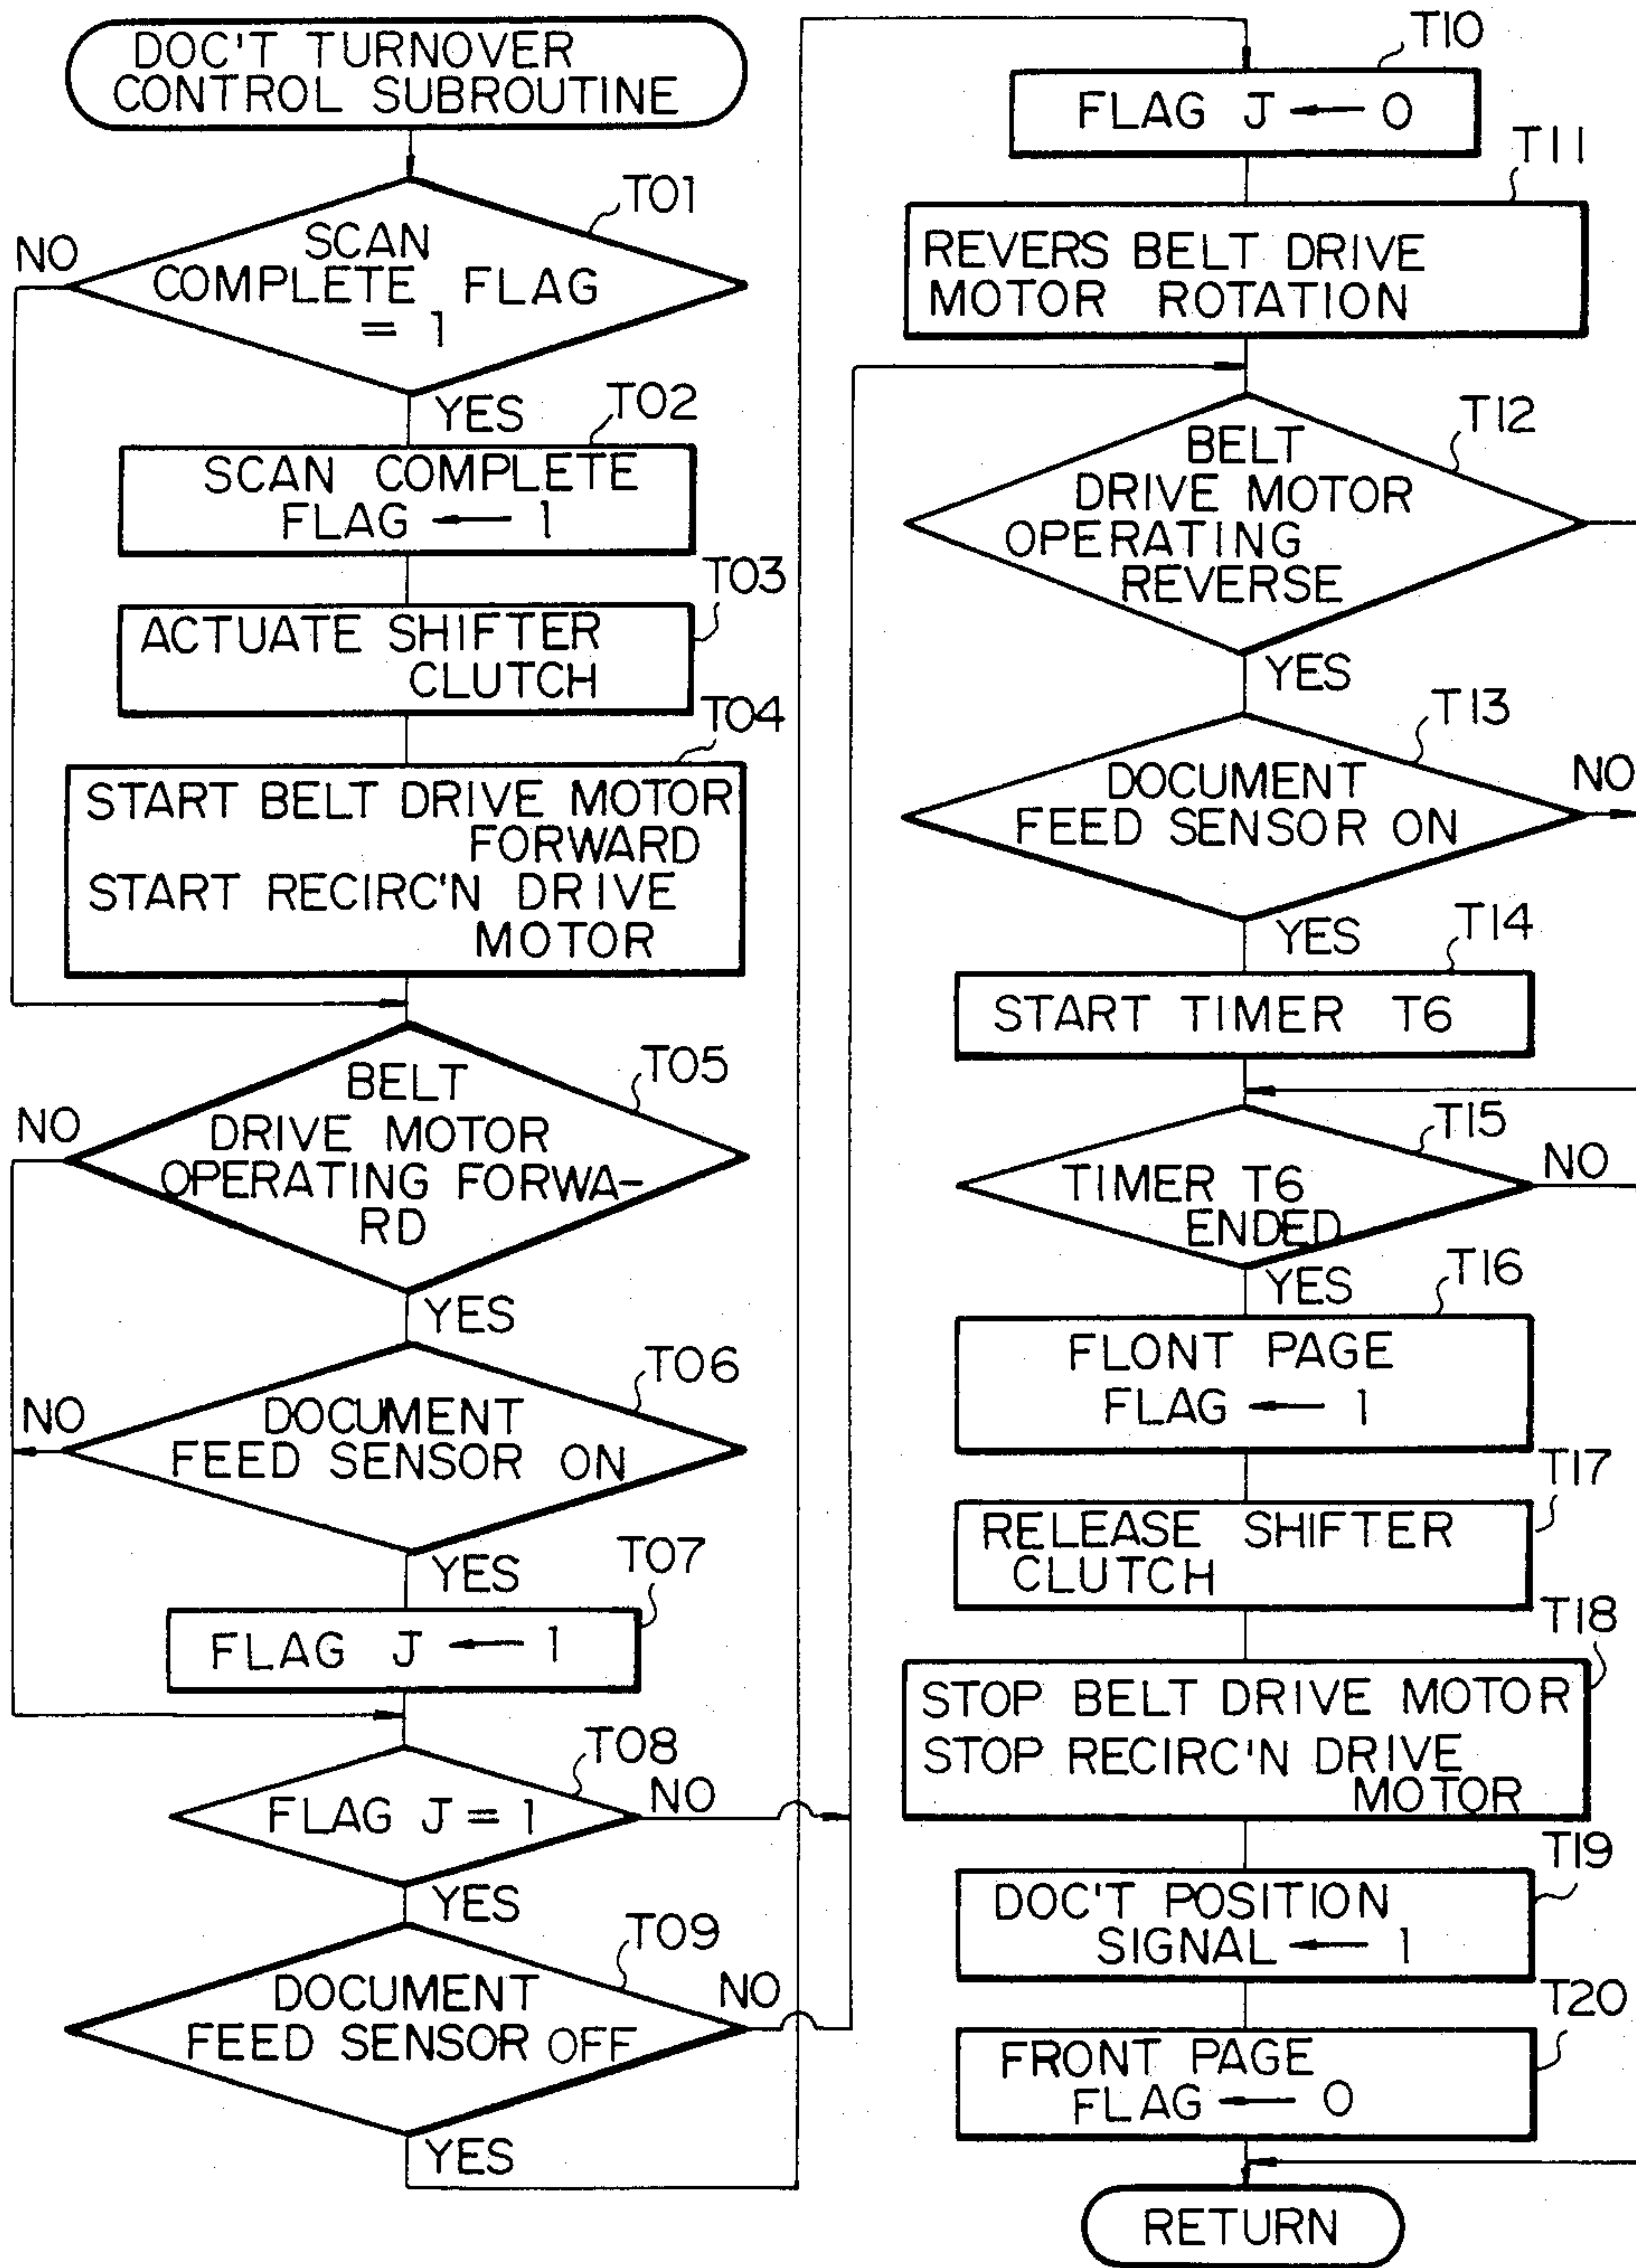 DOC'T TURNOVER
CONTROL SUBROUTINE
T01
NO
SCAN
COMPLETE FLAG
= 1
YES
T02
SCAN COMPLETE
FLAG ← 1
T03
ACTUATE SHIFTER
CLUTCH
T04
START BELT DRIVE MOTOR
FORWARD
START RECIRC'N DRIVE
MOTOR
T05
NO
BELT
DRIVE MOTOR
OPERATING FORWA-
RD
YES
T06
NO
DOCUMENT
FEED SENSOR ON
YES
T07
FLAG J ← 1
T08
FLAG J = 1
NO
YES
T09
DOCUMENT
FEED SENSOR OFF
NO
YES
T10
FLAG J ← 0
T11
REVERS BELT DRIVE
MOTOR ROTATION
T12
BELT
DRIVE MOTOR
OPERATING
REVERSE
YES
T13
DOCUMENT
FEED SENSOR ON
NO
YES
T14
START TIMER T6
T15
TIMER T6
ENDED
NO
YES
T16
FLONT PAGE
FLAG ← 1
T17
RELEASE SHIFTER
CLUTCH
T18
STOP BELT DRIVE MOTOR
STOP RECIRC'N DRIVE
MOTOR
T19
DOC'T POSITION
SIGNAL ← 1
T20
FRONT PAGE
FLAG ← 0
RETURN